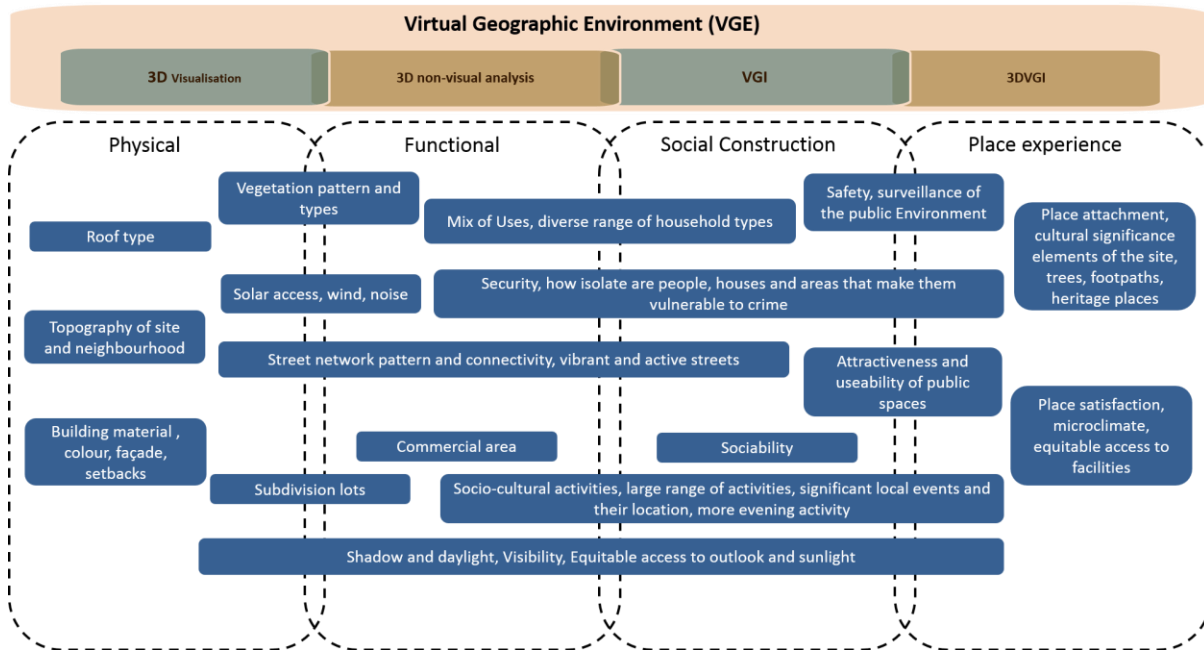 Virtual Geographic Environment (VGE)
3D Visualisation
3D non-visual analysis
VGI
3DVGI
Physical
Functional
Social Construction
Place experience
Vegetation pattern and
types
Safety, surveillance of
the public Environment
Roof type
Mix of Uses, diverse range of household types
Place attachment,
cultural significance
elements of the site,
trees, footpaths,
heritage places
Solar access, wind, noise
Security, how isolate are people, houses and areas that make them
vulnerable to crime
Topography of site
and neighbourhood
Street network pattern and connectivity, vibrant and active streets
Attractiveness and
useability of public
spaces
Building material ,
colour, façade,
setbacks
Commercial area
Sociability
Place satisfaction,
microclimate,
equitable access to
facilities
Subdivision lots
Socio-cultural activities, large range of activities, significant local events and
their location, more evening activity
Shadow and daylight, Visibility, Equitable access to outlook and sunlight